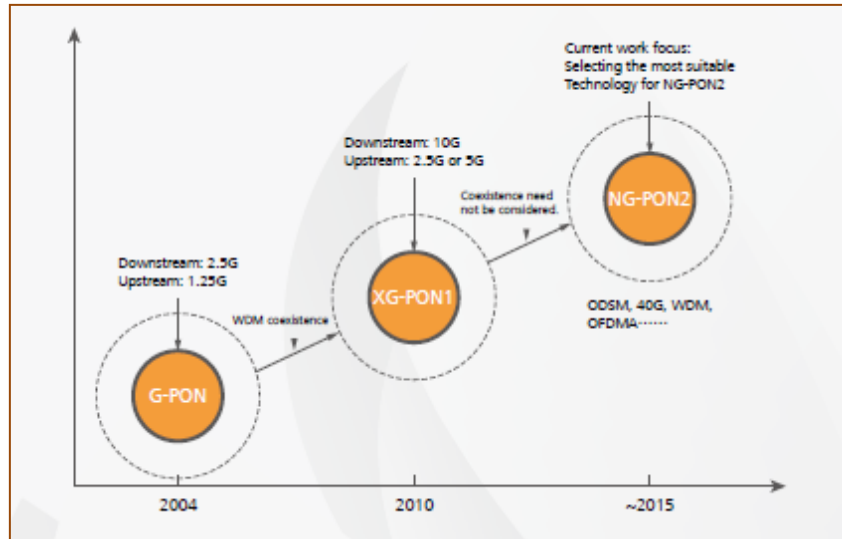 Current work focus:
Selecting the most suitable
Technology for NG-PON2
Downstream: 10G
Upstream: 2.5G or 5G
Coexistence need
not be considered.
NG-PON2
Downstream: 2.5G
Upstream: 1.25G
WDM coexistence
XG-PON1
ODSM, 40G, WDM,
OFDMA······
G-PON
2004
2010
~2015